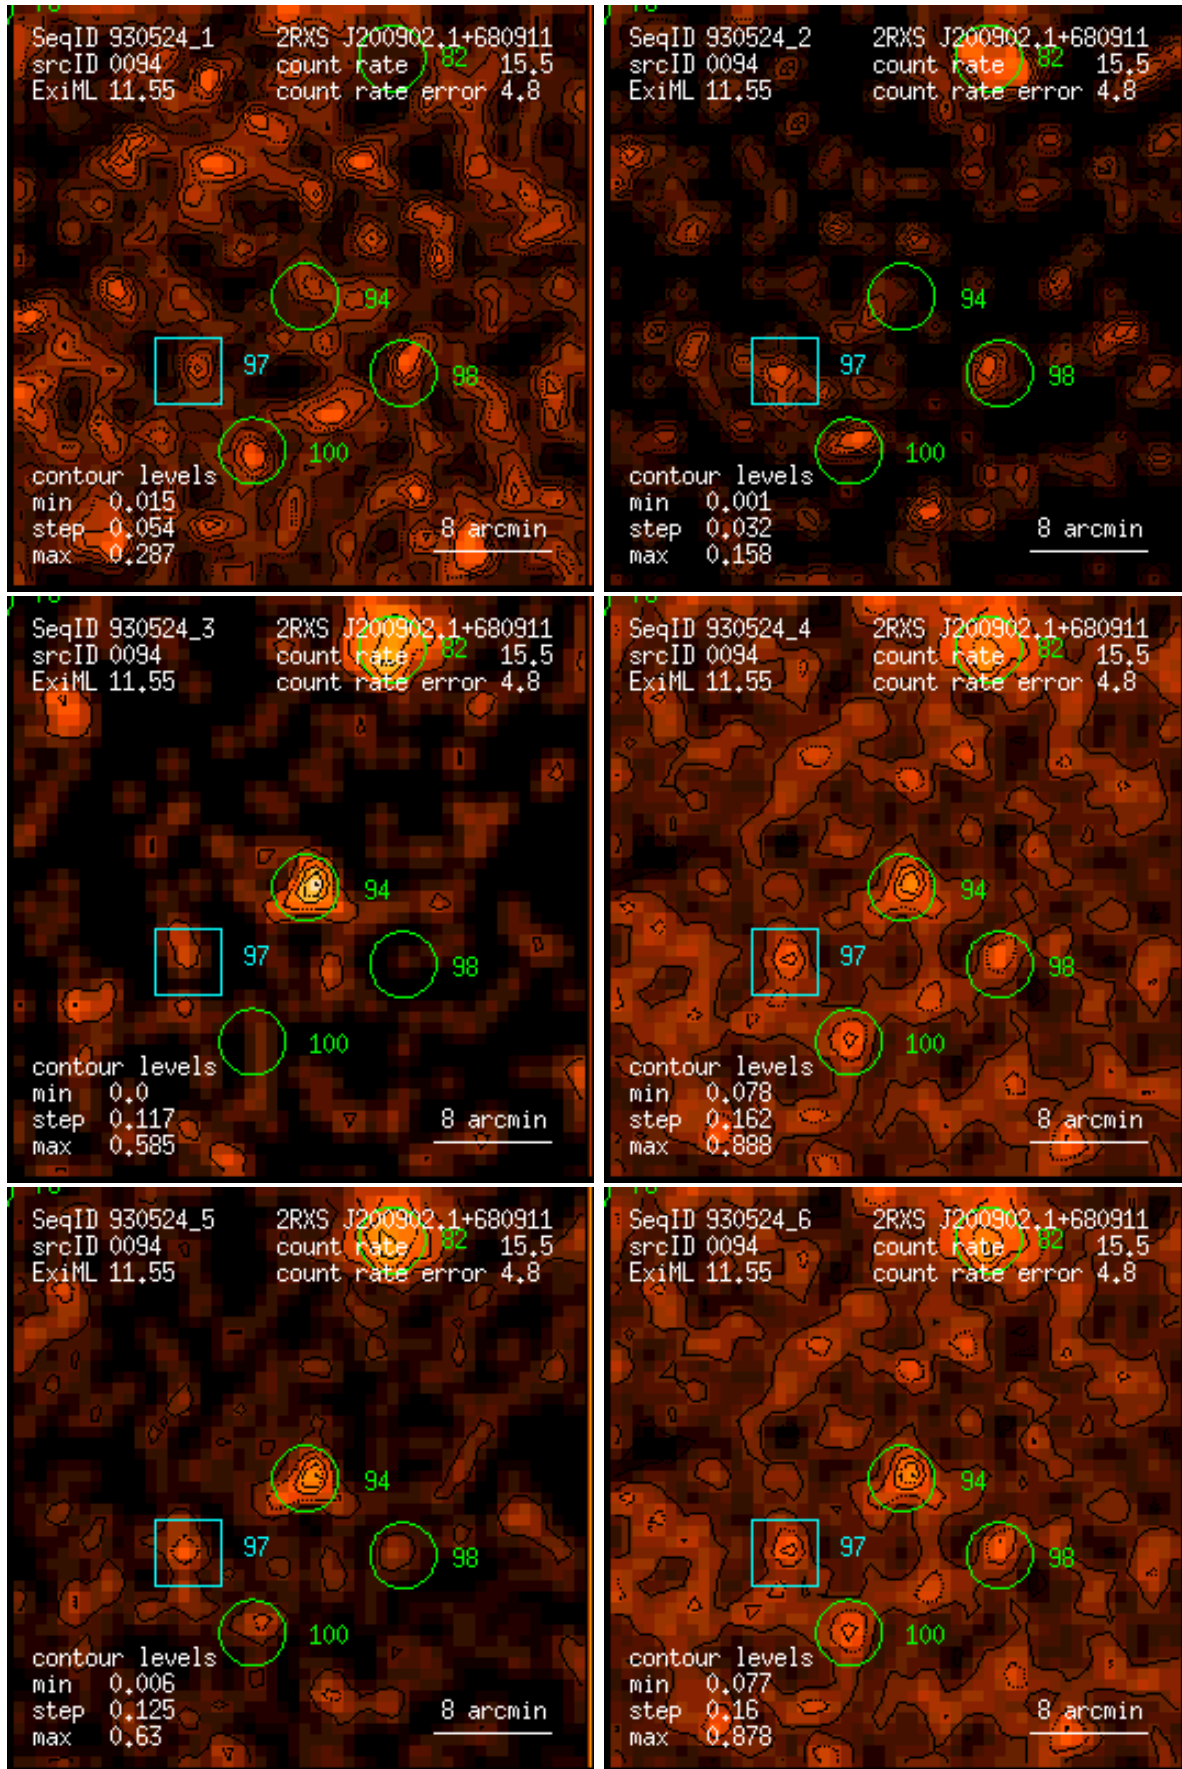 SeqID 930524_1 2RXS J200902.1+680911
srcID 0094 count rate 82 15.5
ExiML 11.55 count rate error 4.8
94
97
98
100
contour levels
min 0.015
step 0.054 8 arcmin
max 0.287
SeqID 930524_2 2RXS J200902.1+680911
srcID 0094 count rate 82 15.5
ExiML 11.55 count rate error 4.8
94
97
98
100
contour levels
min 0.001
step 0.032 8 arcmin
max 0.158
SeqID 930524_3 2RXS J200902.1+680911
srcID 0094 count rate 82 15.5
ExiML 11.55 count rate error 4.8
94
97
98
100
contour levels
min 0.0
step 0.117 8 arcmin
max 0.585
SeqID 930524_4 2RXS J200902.1+680911
srcID 0094 count rate 82 15.5
ExiML 11.55 count rate error 4.8
94
97
98
100
contour levels
min 0.078
step 0.162 8 arcmin
max 0.888
SeqID 930524_5 2RXS J200902.1+680911
srcID 0094 count rate 82 15.5
ExiML 11.55 count rate error 4.8
94
97
98
100
contour levels
min 0.006
step 0.125 8 arcmin
max 0.63
SeqID 930524_6 2RXS J200902.1+680911
srcID 0094 count rate 82 15.5
ExiML 11.55 count rate error 4.8
94
97
98
100
contour levels
min 0.077
step 0.16 8 arcmin
max 0.878